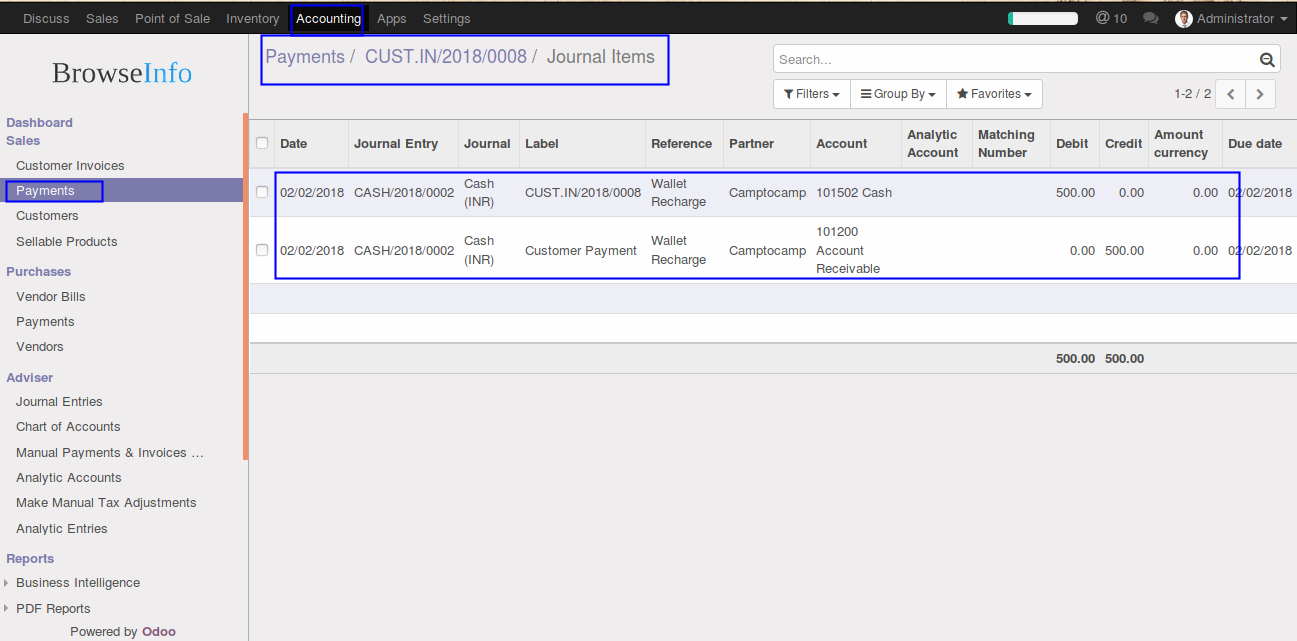 Discuss Sales Point of Sale Inventory Accounting Apps Settings @ 10 Administrator
BrowseInfo
Dashboard
Sales
Customer Invoices
Payments
Customers
Sellable Products
Purchases
Vendor Bills
Payments
Vendors
Adviser
Journal Entries
Chart of Accounts
Manual Payments & Invoices ...
Analytic Accounts
Make Manual Tax Adjustments
Analytic Entries
Reports
Business Intelligence
PDF Reports
Powered by Odoo
Payments / CUST.IN/2018/0008 / Journal Items
Search...
Filters Group By Favorites 1-2 / 2
Date Journal Entry Journal Label Reference Partner Account Analytic Account Matching Number Debit Credit Amount currency Due date
02/02/2018 CASH/2018/0002 Cash (INR) CUST.IN/2018/0008 Wallet Recharge Camptocamp 101502 Cash 500.00 0.00 0.00 02/02/2018
02/02/2018 CASH/2018/0002 Cash (INR) Customer Payment Wallet Recharge Camptocamp 101200 Account Receivable 0.00 500.00 0.00 02/02/2018
500.00 500.00